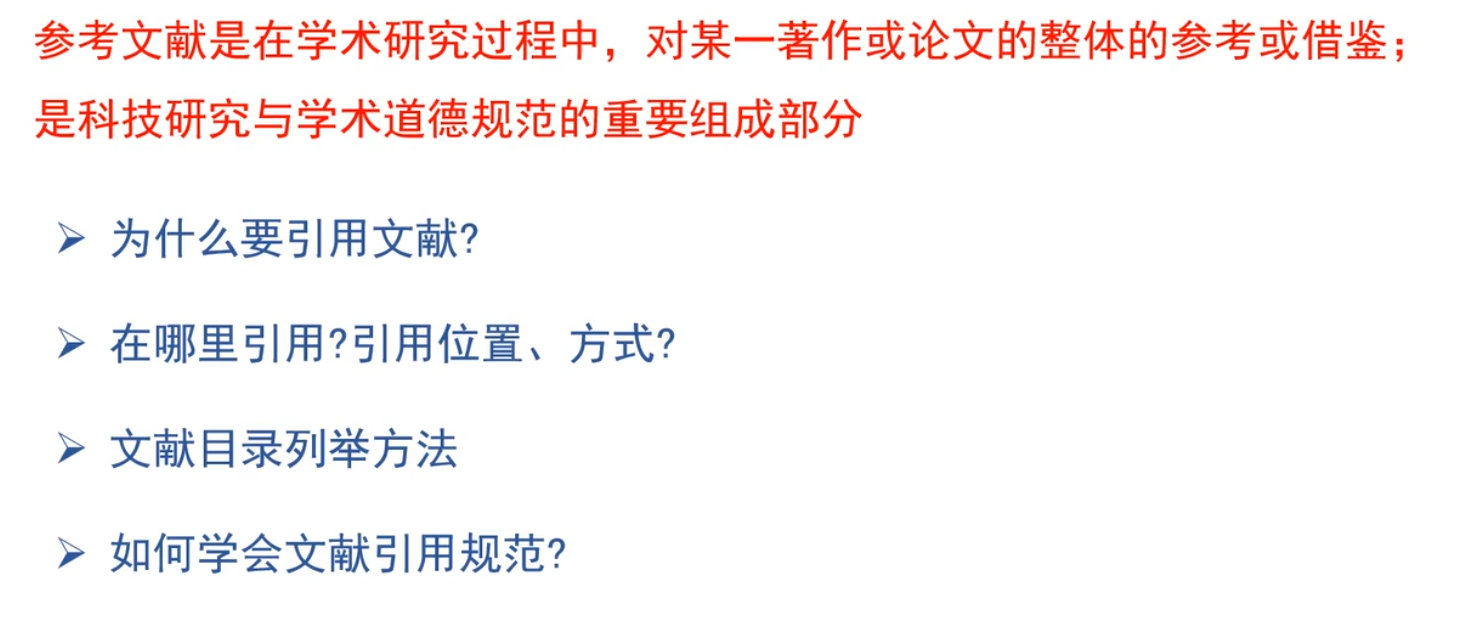 参考文献是在学术研究过程中，对某一著作或论文的整体的参考或借鉴；
是科技研究与学术道德规范的重要组成部分
➢ 为什么要引用文献?
➢ 在哪里引用?引用位置、方式?
➢ 文献目录列举方法
➢ 如何学会文献引用规范?